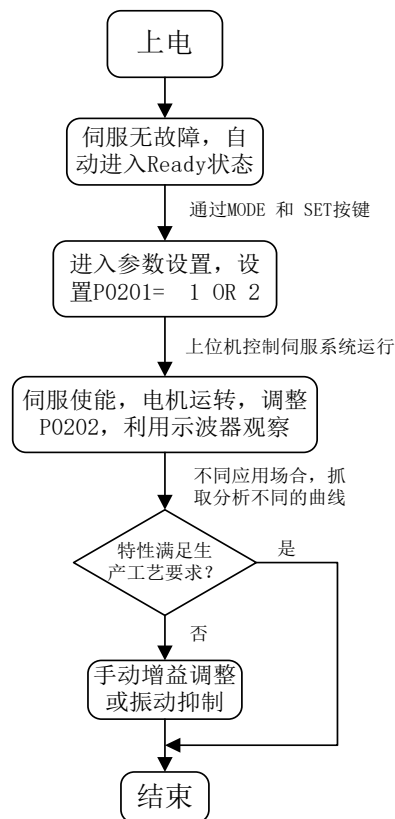 上电
伺服无故障，自
动进入Ready状态
通过MODE 和 SET按键
进入参数设置，设
置P0201= 1 OR 2
上位机控制伺服系统运行
伺服使能，电机运转，调整
P0202，利用示波器观察
不同应用场合，抓
取分析不同的曲线
特性满足生
产工艺要求？
是
否
手动增益调整
或振动抑制
结束